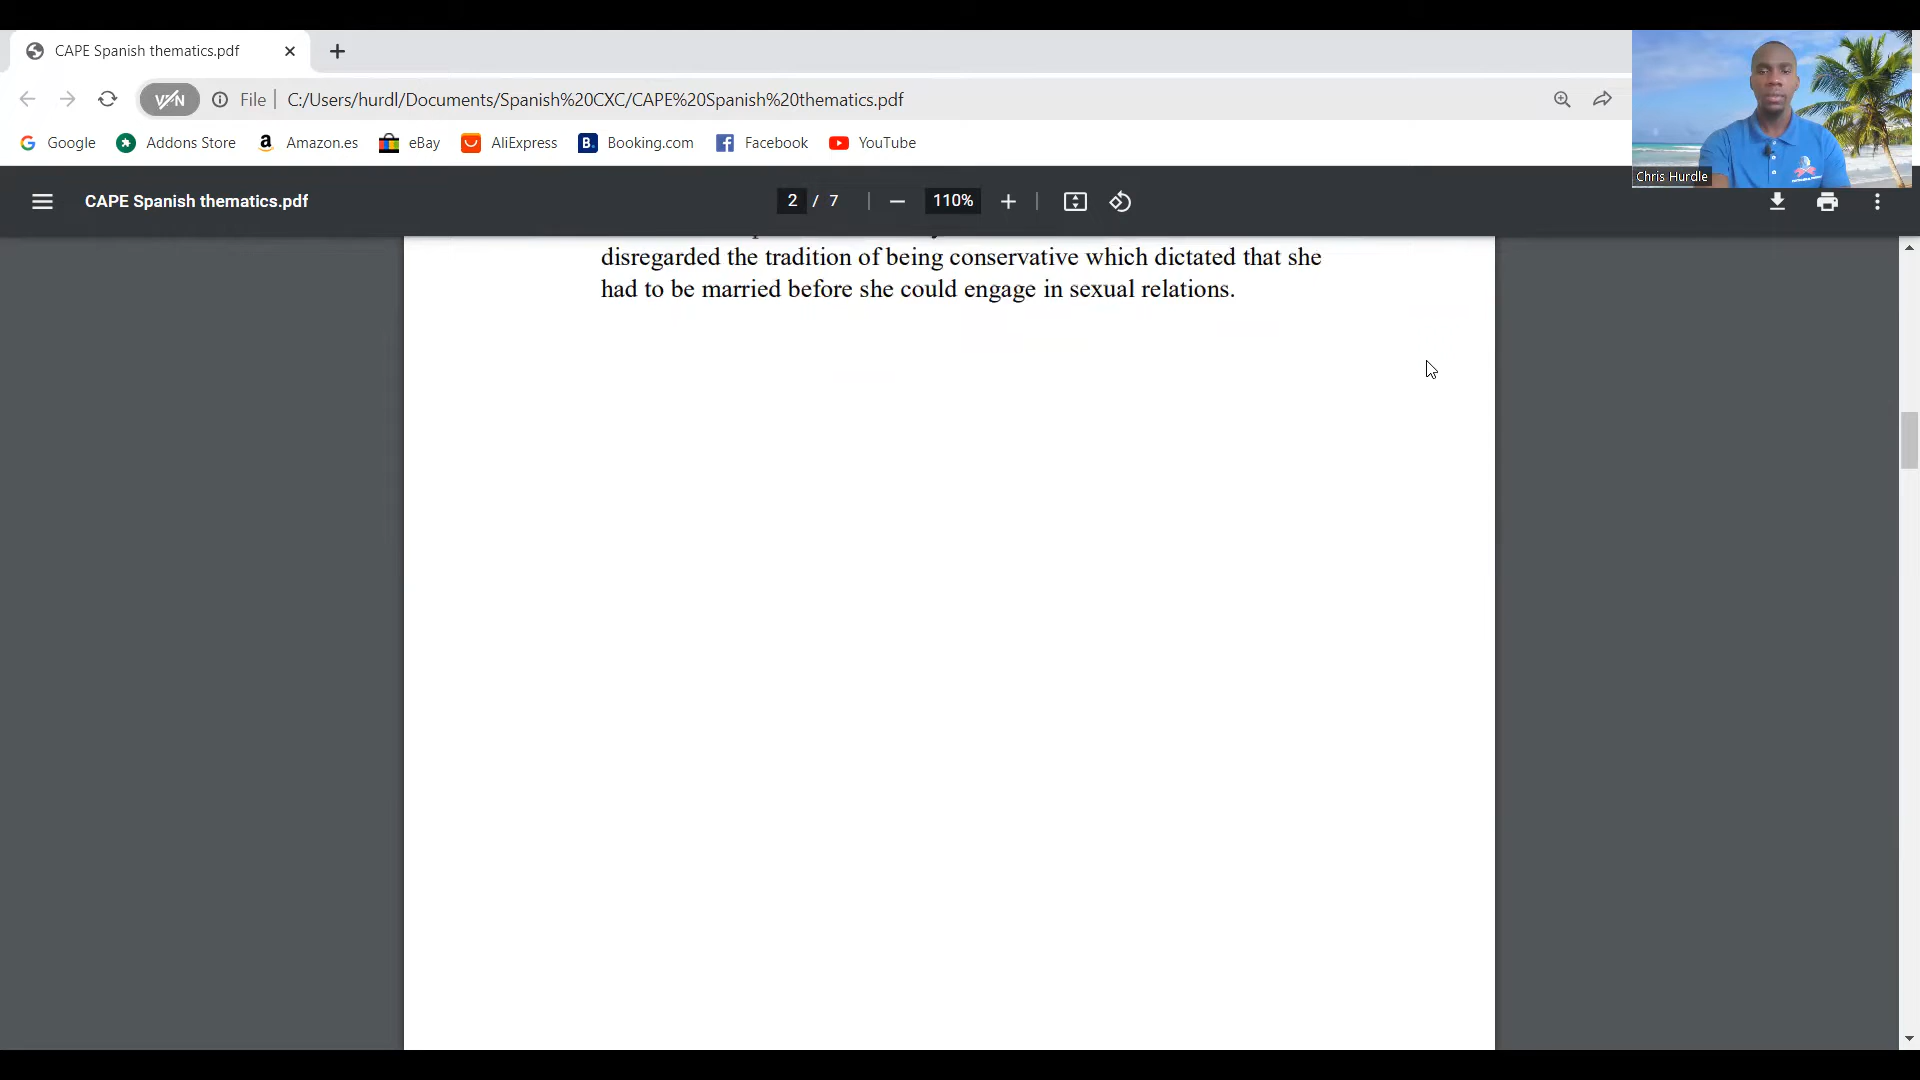 CAPE Spanish thematics.pdf
VPN File C:/Users/hurdl/Documents/Spanish%20CXC/CAPE%20Spanish%20thematics.pdf
Google Addons Store Amazon.es eBay AliExpress Booking.com Facebook YouTube
Chris Hurdle
CAPE Spanish thematics.pdf 2 / 7 110%
disregarded the tradition of being conservative which dictated that she
had to be married before she could engage in sexual relations.